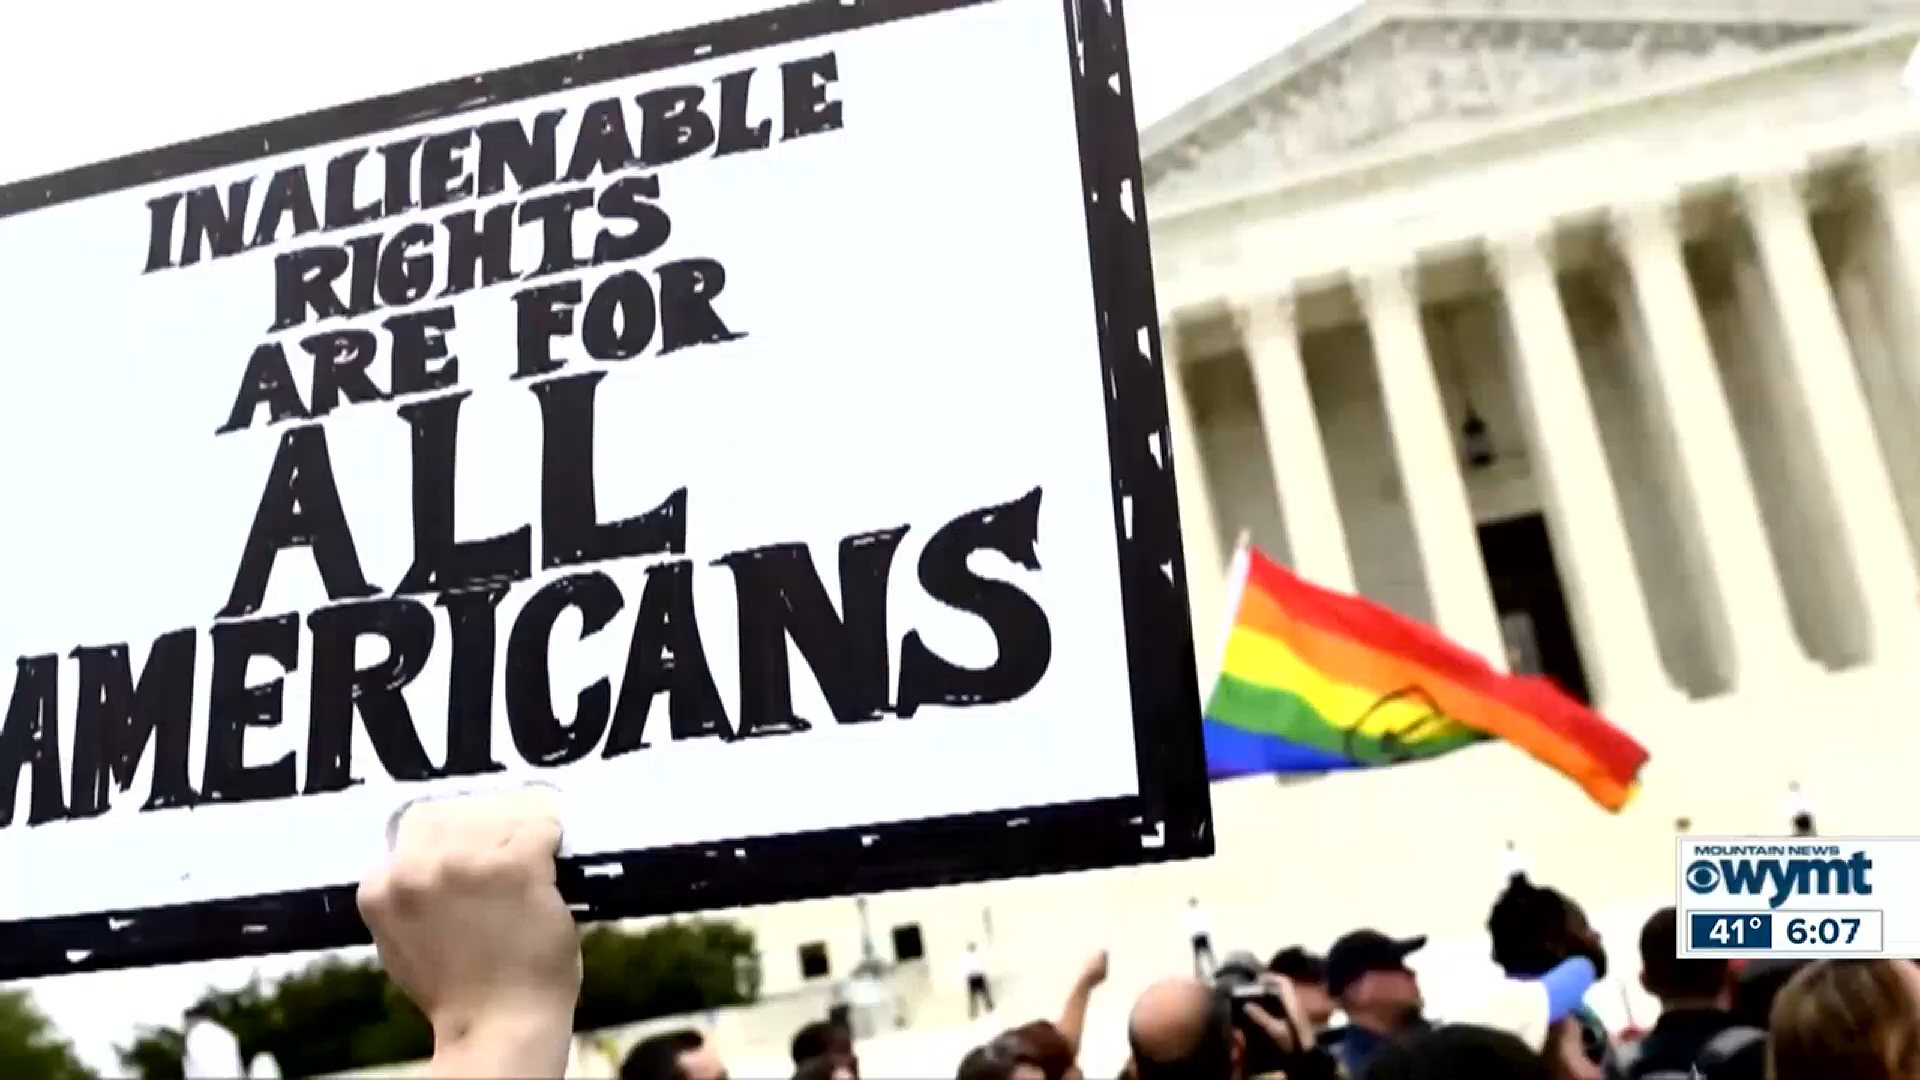 INALIENABLE
RIGHTS
ARE FOR
ALL
AMERICANS
MOUNTAIN NEWS
wymt
41° 6:07